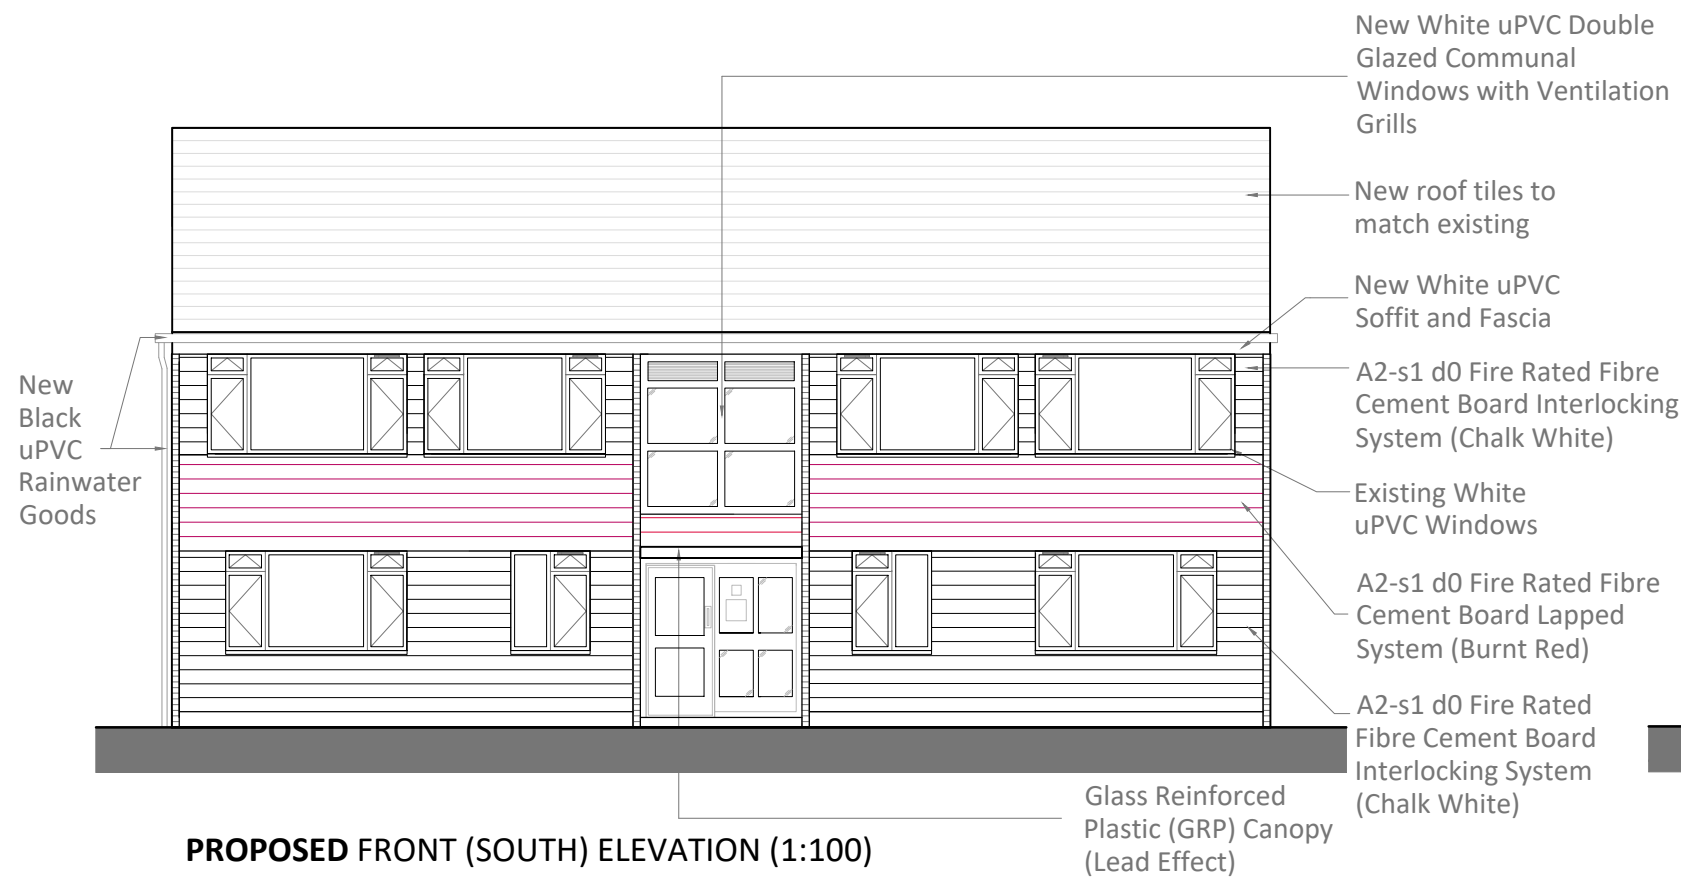 New White uPVC Double
Glazed Communal
Windows with Ventilation
Grills
New roof tiles to
match existing
New White uPVC
Soffit and Fascia
A2-s1 d0 Fire Rated Fibre
Cement Board Interlocking
System (Chalk White)
New
Black
uPVC
Rainwater
Goods
Existing White
uPVC Windows
A2-s1 d0 Fire Rated Fibre
Cement Board Lapped
System (Burnt Red)
A2-s1 d0 Fire Rated
Fibre Cement Board
Interlocking System
(Chalk White)
Glass Reinforced
Plastic (GRP) Canopy
(Lead Effect)
PROPOSED FRONT (SOUTH) ELEVATION (1:100)